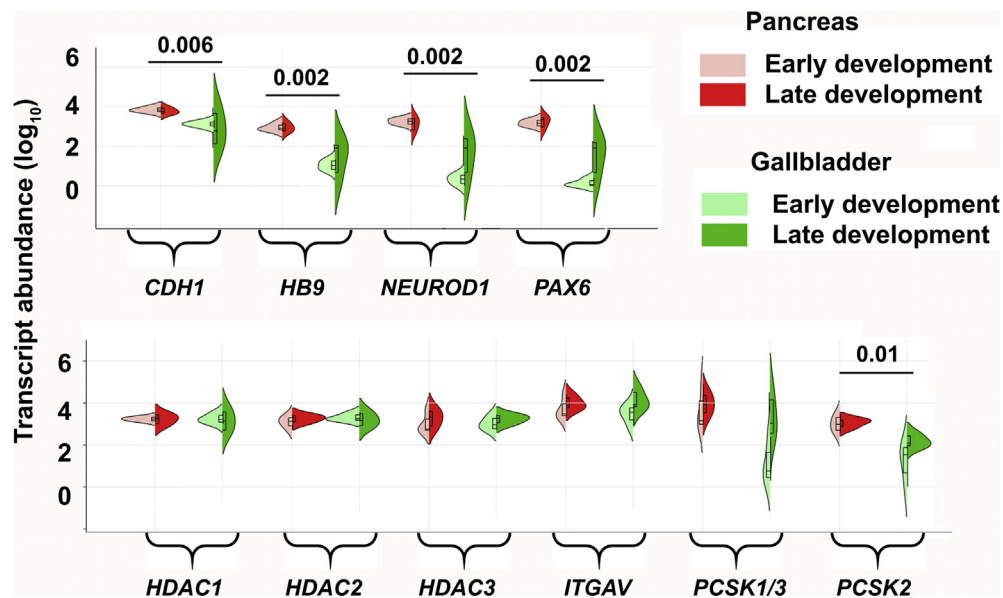 Pancreas
Early development
Late development
Gallbladder
Early development
Late development
Transcript abundance (log10)
6
4
2
0
0.006
0.002
0.002
0.002
CDH1
HB9
NEUROD1
PAX6
6
4
2
0
0.01
HDAC1
HDAC2
HDAC3
ITGAV
PCSK1/3
PCSK2